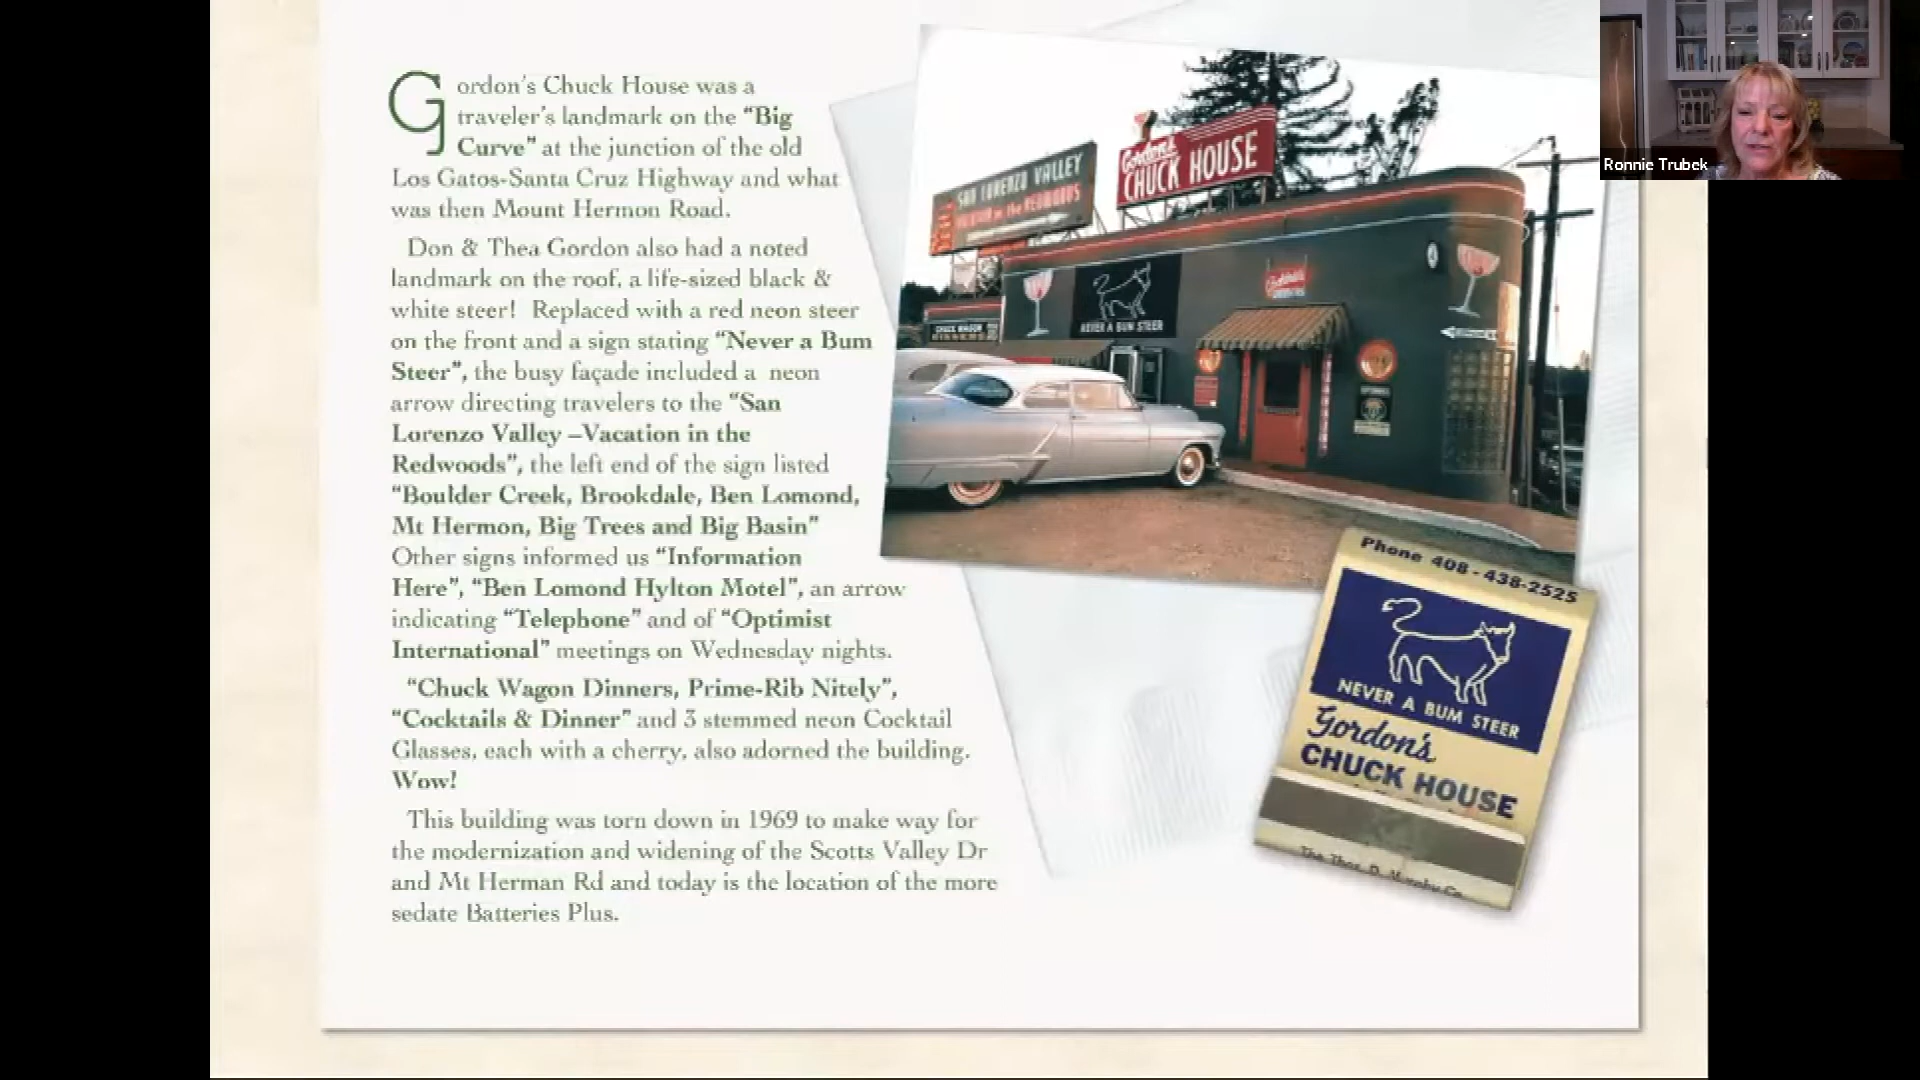 Gordon's Chuck House was a
traveler's landmark on the "Big
Curve" at the junction of the old
Los Gatos-Santa Cruz Highway and what
was then Mount Hermon Road.
Don & Thea Gordon also had a noted
landmark on the roof, a life-sized black &
white steer! Replaced with a red neon steer
on the front and a sign stating "Never a Bum
Steer", the busy façade included a neon
arrow directing travelers to the "San
Lorenzo Valley –Vacation in the
Redwoods", the left end of the sign listed
"Boulder Creek, Brookdale, Ben Lomond,
Mt Hermon, Big Trees and Big Basin"
Other signs informed us "Information
Here", "Ben Lomond Hylton Motel", an arrow
indicating "Telephone" and of "Optimist
International" meetings on Wednesday nights.
"Chuck Wagon Dinners, Prime-Rib Nitely",
"Cocktails & Dinner" and 3 stemmed neon Cocktail
Glasses, each with a cherry, also adorned the building.
Wow!
This building was torn down in 1969 to make way for
the modernization and widening of the Scotts Valley Dr
and Mt Herman Rd and today is the location of the more
sedate Batteries Plus.
SAN LORENZO VALLEY
VACATION in the REDWOODS
Gordon's
CHUCK HOUSE
NEVER A BUM STEER
CHUCK WAGON
Gordon's
Phone 408-438-2525
NEVER A BUM STEER
Gordon's
CHUCK HOUSE
The Thos. D. Murphy Co.
Ronnie Trubek